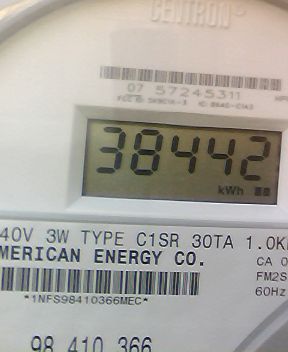 CENTRON®
07 57245311
38442
kWh
40V 3W TYPE C1SR 30TA 1.0K
MERICAN ENERGY CO.
CA 0
FM2S
60Hz
*1NFS98410366MEC*
98 410 366